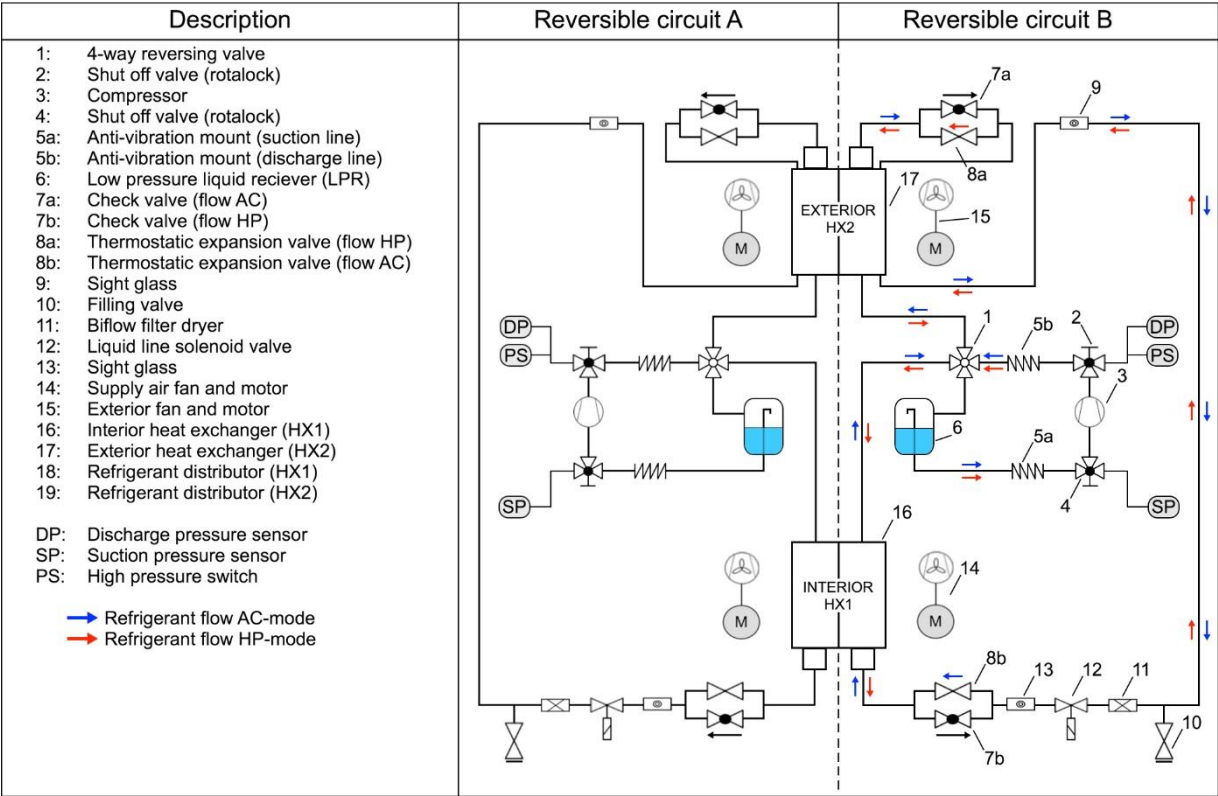 Description
Reversible circuit A
Reversible circuit B
1: 4-way reversing valve
2: Shut off valve (rotalock)
3: Compressor
4: Shut off valve (rotalock)
5a: Anti-vibration mount (suction line)
5b: Anti-vibration mount (discharge line)
6: Low pressure liquid reciever (LPR)
7a: Check valve (flow AC)
7b: Check valve (flow HP)
8a: Thermostatic expansion valve (flow HP)
8b: Thermostatic expansion valve (flow AC)
9: Sight glass
10: Filling valve
11: Biflow filter dryer
12: Liquid line solenoid valve
13: Sight glass
14: Supply air fan and motor
15: Exterior fan and motor
16: Interior heat exchanger (HX1)
17: Exterior heat exchanger (HX2)
18: Refrigerant distributor (HX1)
19: Refrigerant distributor (HX2)
DP: Discharge pressure sensor
SP: Suction pressure sensor
PS: High pressure switch
Refrigerant flow AC-mode
Refrigerant flow HP-mode
7a
9
8a
17
EXTERIOR
HX2
15
M
M
DP
PS
1
5b
2
DP
PS
3
6
5a
SP
4
SP
16
INTERIOR
HX1
14
M
M
8b
13
12
11
10
7b